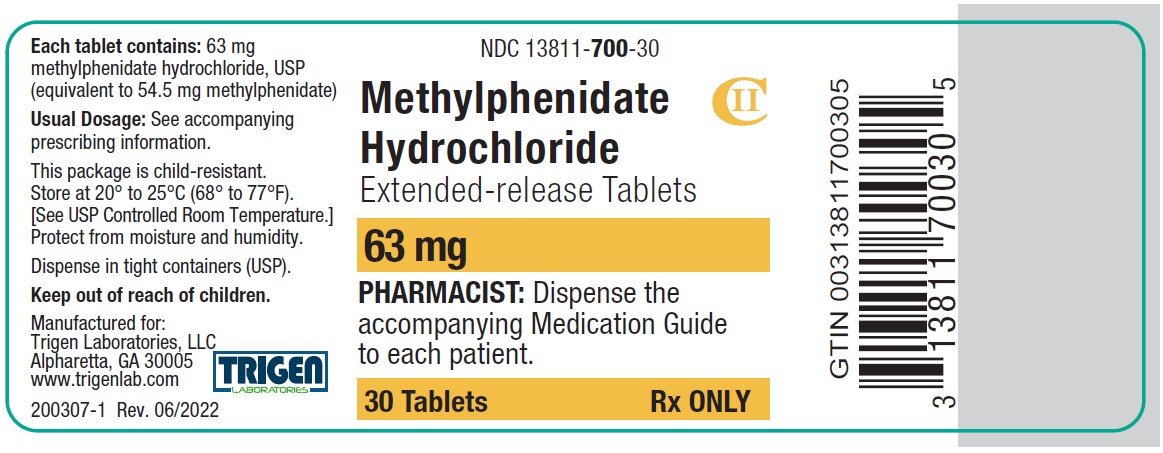 Each tablet contains: 63 mg
methylphenidate hydrochloride, USP
(equivalent to 54.5 mg methylphenidate)
Usual Dosage: See accompanying
prescribing information.
This package is child-resistant.
Store at 20° to 25°C (68° to 77°F).
[See USP Controlled Room Temperature.]
Protect from moisture and humidity.
Dispense in tight containers (USP).
Keep out of reach of children.
Manufactured for:
Trigen Laboratories, LLC
Alpharetta, GA 30005
www.trigenlab.com
TRIGEN
LABORATORIES
200307-1 Rev. 06/2022
NDC 13811-700-30
Methylphenidate
Hydrochloride
CII
Extended-release Tablets
63 mg
PHARMACIST: Dispense the
accompanying Medication Guide
to each patient.
30 Tablets Rx ONLY
GTIN 00313811700305
3 13811 70030 5